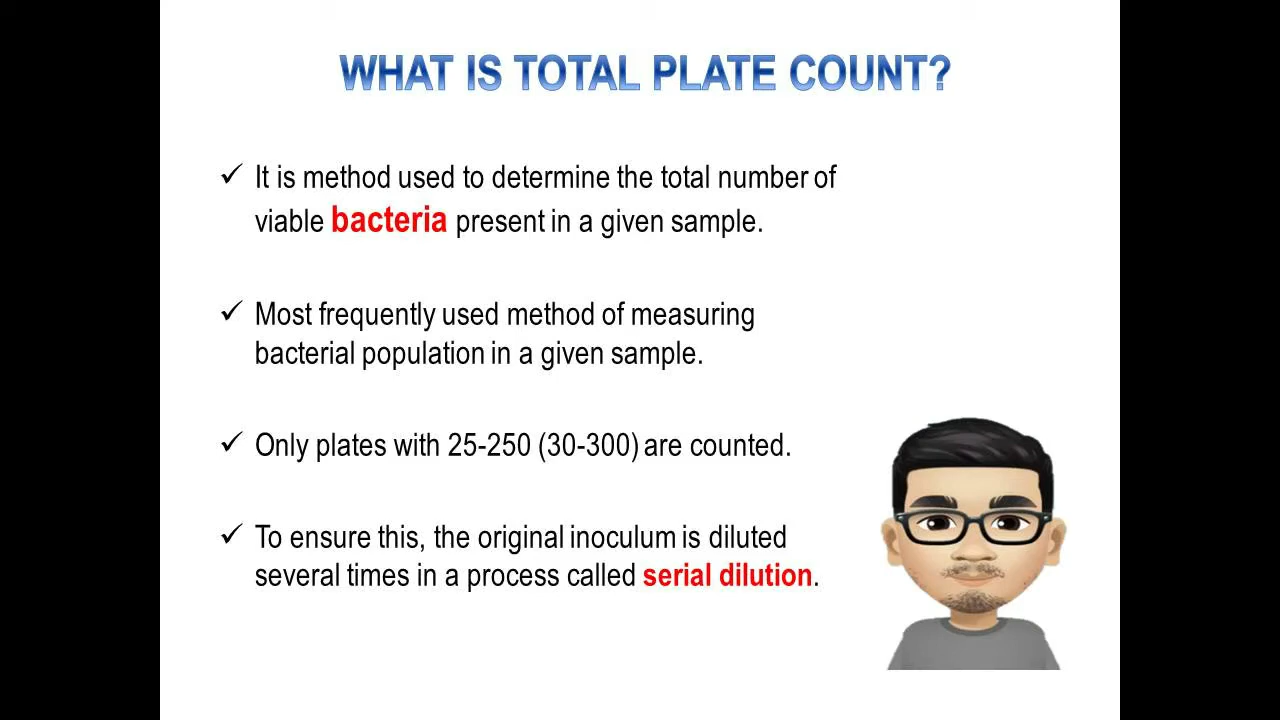 WHAT IS TOTAL PLATE COUNT?
✓ It is method used to determine the total number of
viable bacteria present in a given sample.
✓ Most frequently used method of measuring
bacterial population in a given sample.
✓ Only plates with 25-250 (30-300) are counted.
✓ To ensure this, the original inoculum is diluted
several times in a process called serial dilution.